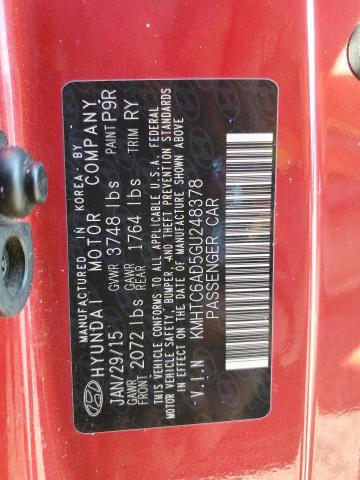 MANUFACTURED IN KOREA, BY
HYUNDAI MOTOR COMPANY
JAN/29/15 GVWR 3748 lbs PAINT P9R
GAWR FRONT 2072 lbs GAWR REAR 1764 lbs TRIM RY
THIS VEHICLE CONFORMS TO ALL APPLICABLE U.S.A. FEDERAL
MOTOR VEHICLE SAFETY, BUMPER, AND THEFT PREVENTION STANDARDS
IN EFFECT ON THE DATE OF MANUFACTURE SHOWN ABOVE
V.I.N KMHTC6AD5GU248378
PASSENGER CAR